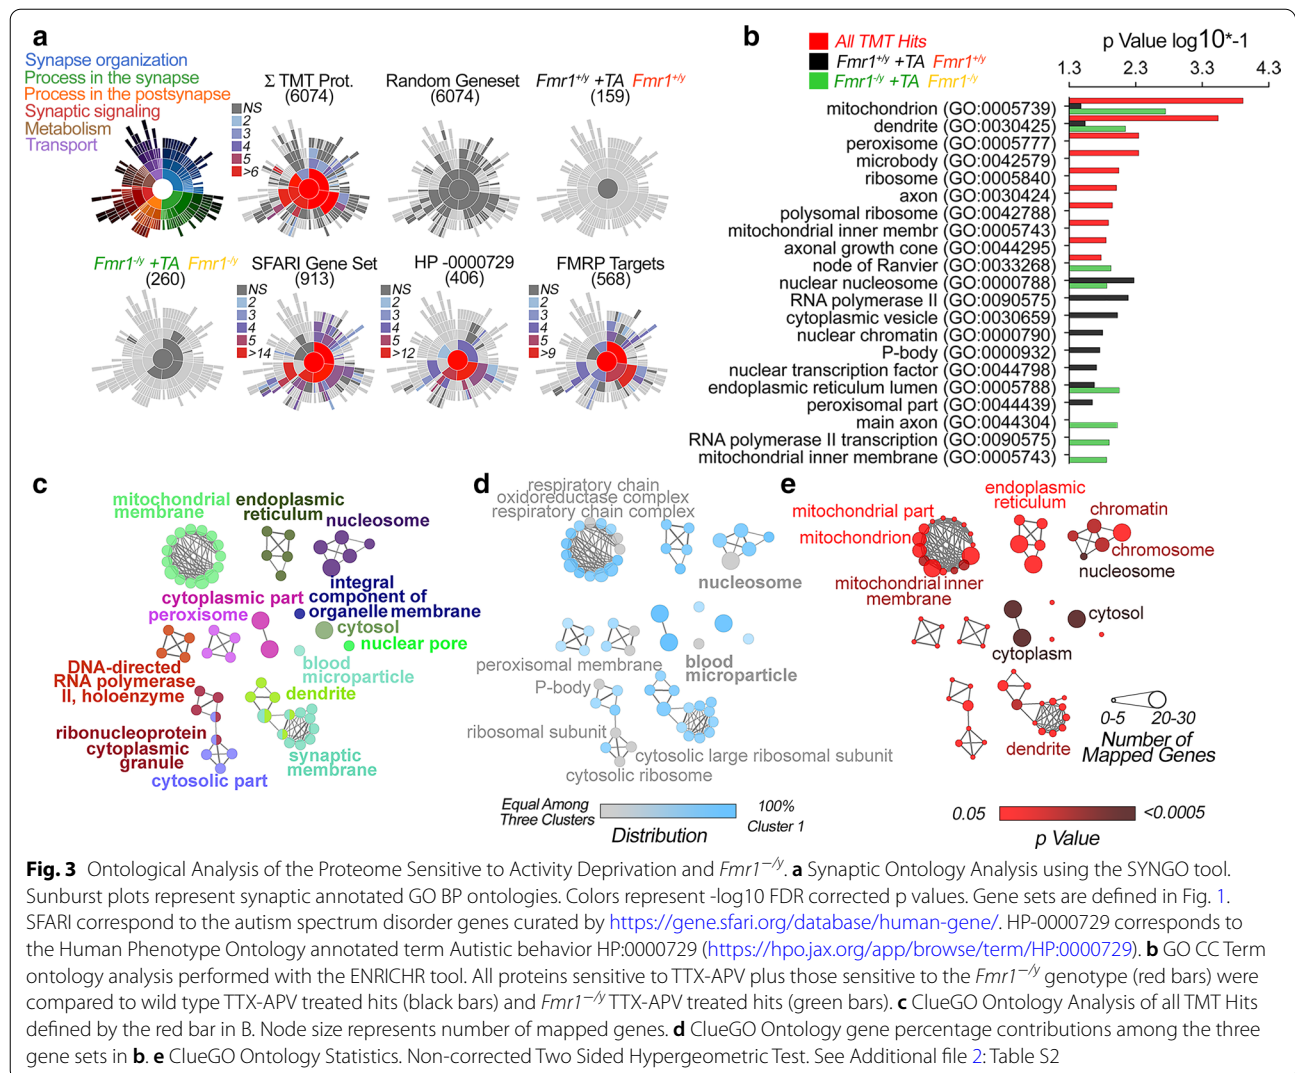 a
Synapse organization
Process in the synapse
Process in the postsynapse
Synaptic signaling
Metabolism
Transport
Σ TMT Prot.
(6074)
NS
2
3
4
5
>6
Random Geneset
(6074)
Fmr1+/y +TA Fmr1+/y
(159)
Fmr1-/y +TA Fmr1-/y
(260)
SFARI Gene Set
(913)
NS
2
3
4
5
>14
HP -0000729
(406)
NS
2
3
4
5
>12
FMRP Targets
(568)
NS
2
3
4
5
>9
b
All TMT Hits
Fmr1+/y +TA Fmr1+/y
Fmr1-/y +TA Fmr1-/y
p Value log10*-1
1.3 2.3 3.3 4.3
mitochondrion (GO:0005739)
dendrite (GO:0030425)
peroxisome (GO:0005777)
microbody (GO:0042579)
ribosome (GO:0005840)
axon (GO:0030424)
polysomal ribosome (GO:0042788)
mitochondrial inner membr (GO:0005743)
axonal growth cone (GO:0044295)
node of Ranvier (GO:0033268)
nuclear nucleosome (GO:0000788)
RNA polymerase II (GO:0090575)
cytoplasmic vesicle (GO:0030659)
nuclear chromatin (GO:0000790)
P-body (GO:0000932)
nuclear transcription factor (GO:0044798)
endoplasmic reticulum lumen (GO:0005788)
peroxisomal part (GO:0044439)
main axon (GO:0044304)
RNA polymerase II transcription (GO:0090575)
mitochondrial inner membrane (GO:0005743)
c
mitochondrial
membrane
endoplasmic
reticulum
nucleosome
integral
component of
organelle membrane
cytoplasmic part
peroxisome
cytosol
nuclear pore
blood
microparticle
DNA-directed
RNA polymerase
II, holoenzyme
dendrite
ribonucleoprotein
cytoplasmic
granule
synaptic
membrane
cytosolic part
d
respiratory chain
oxidoreductase complex
respiratory chain complex
nucleosome
peroxisomal membrane
blood
microparticle
P-body
ribosomal subunit
cytosolic large ribosomal subunit
cytosolic ribosome
Equal Among
Three Clusters
100%
Cluster 1
Distribution
e
mitochondrial part
mitochondrion
endoplasmic
reticulum
chromatin
chromosome
nucleosome
mitochondrial inner
membrane
cytosol
cytoplasm
dendrite
0-5 20-30
Number of
Mapped Genes
0.05
<0.0005
p Value
Fig. 3 Ontological Analysis of the Proteome Sensitive to Activity Deprivation and Fmr1−/y. a Synaptic Ontology Analysis using the SYNGO tool.
Sunburst plots represent synaptic annotated GO BP ontologies. Colors represent -log10 FDR corrected p values. Gene sets are defined in Fig. 1.
SFARI correspond to the autism spectrum disorder genes curated by https://gene.sfari.org/database/human-gene/. HP-0000729 corresponds to
the Human Phenotype Ontology annotated term Autistic behavior HP:0000729 (https://hpo.jax.org/app/browse/term/HP:0000729). b GO CC Term
ontology analysis performed with the ENRICHR tool. All proteins sensitive to TTX-APV plus those sensitive to the Fmr1−/y genotype (red bars) were
compared to wild type TTX-APV treated hits (black bars) and Fmr1−/y TTX-APV treated hits (green bars). c ClueGO Ontology Analysis of all TMT Hits
defined by the red bar in B. Node size represents number of mapped genes. d ClueGO Ontology gene percentage contributions among the three
gene sets in b. e ClueGO Ontology Statistics. Non-corrected Two Sided Hypergeometric Test. See Additional file 2: Table S2